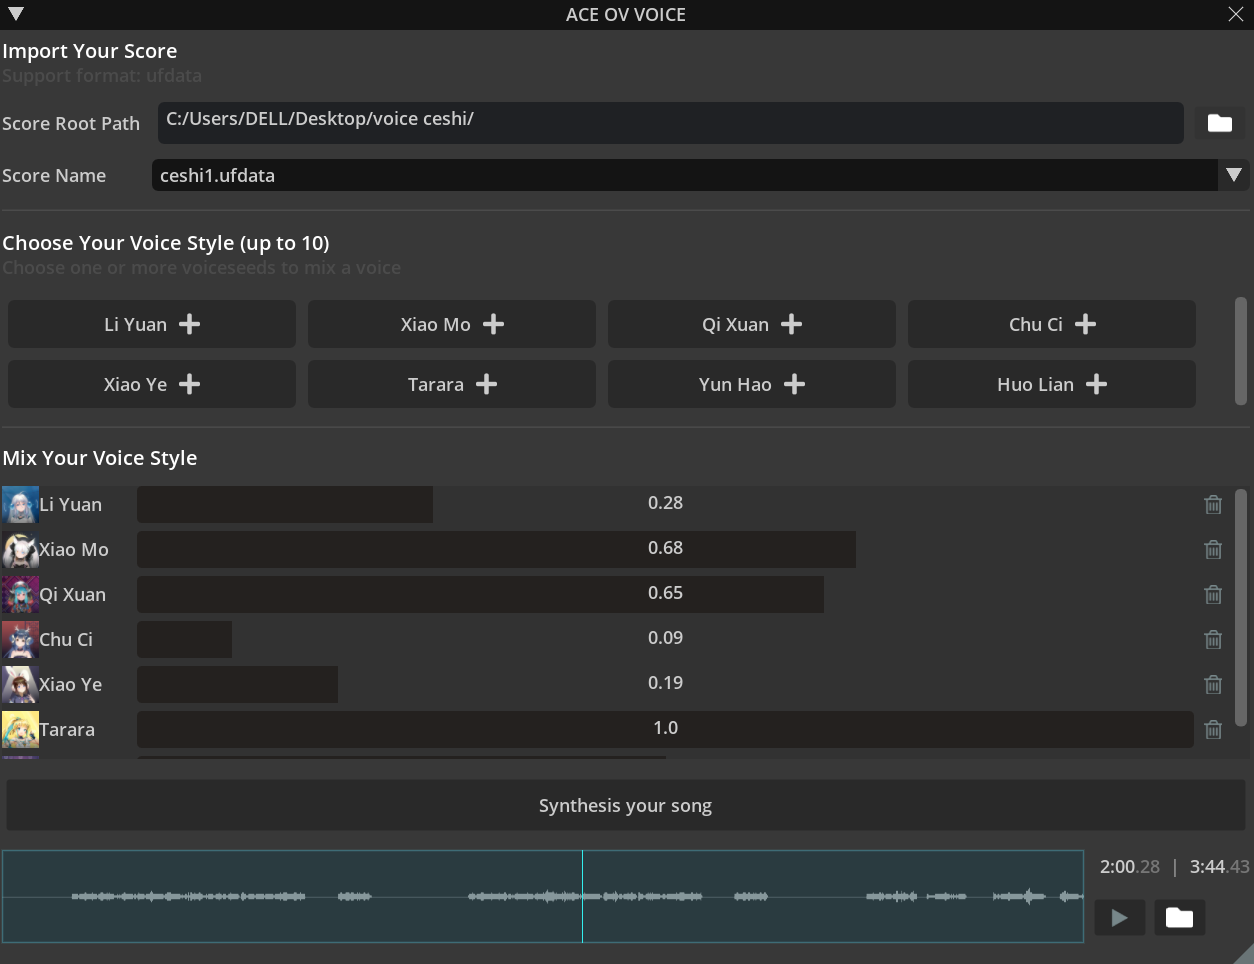 ACE OV VOICE
Import Your Score
Support format: ufdata
Score Root Path C:/Users/DELL/Desktop/voice ceshi/
Score Name ceshi1.ufdata
Choose Your Voice Style (up to 10)
Choose one or more voiceseeds to mix a voice
Li Yuan Xiao Mo Qi Xuan Chu Ci
Xiao Ye Tarara Yun Hao Huo Lian
Mix Your Voice Style
Li Yuan 0.28
Xiao Mo 0.68
Qi Xuan 0.65
Chu Ci 0.09
Xiao Ye 0.19
Tarara 1.0
Synthesis your song
2:00.28 | 3:44.43